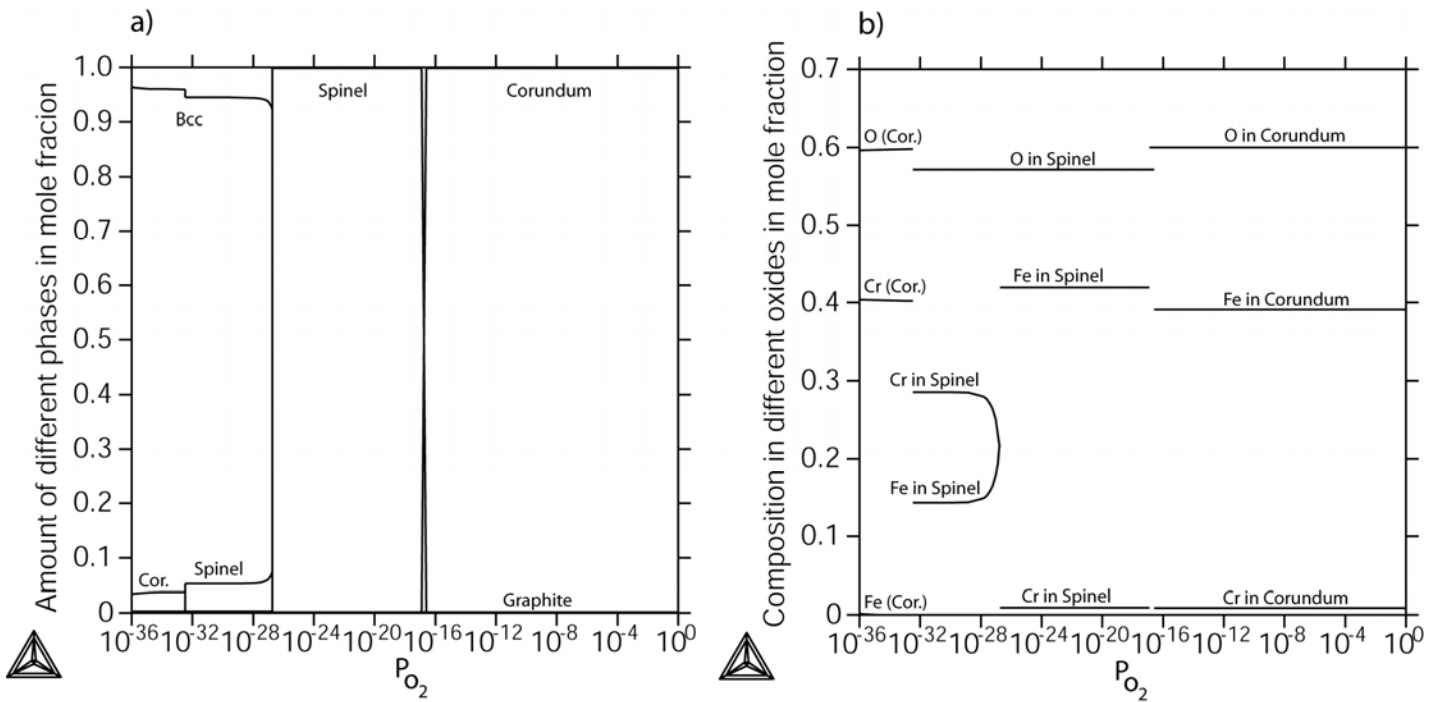 a)
Amount of different phases in mole fracion
1.0
0.9
0.8
0.7
0.6
0.5
0.4
0.3
0.2
0.1
0
Bcc
Spinel
Corundum
Cor.
Spinel
Graphite
10-36 10-32 10-28 10-24 10-20 10-16 10-12 10-8 10-4 100
PO2
b)
Composition in different oxides in mole fraction
0.7
0.6
0.5
0.4
0.3
0.2
0.1
0
O (Cor.)
O in Spinel
O in Corundum
Cr (Cor.)
Fe in Spinel
Fe in Corundum
Cr in Spinel
Fe in Spinel
Fe (Cor.)
Cr in Spinel
Cr in Corundum
10-36 10-32 10-28 10-24 10-20 10-16 10-12 10-8 10-4 100
PO2